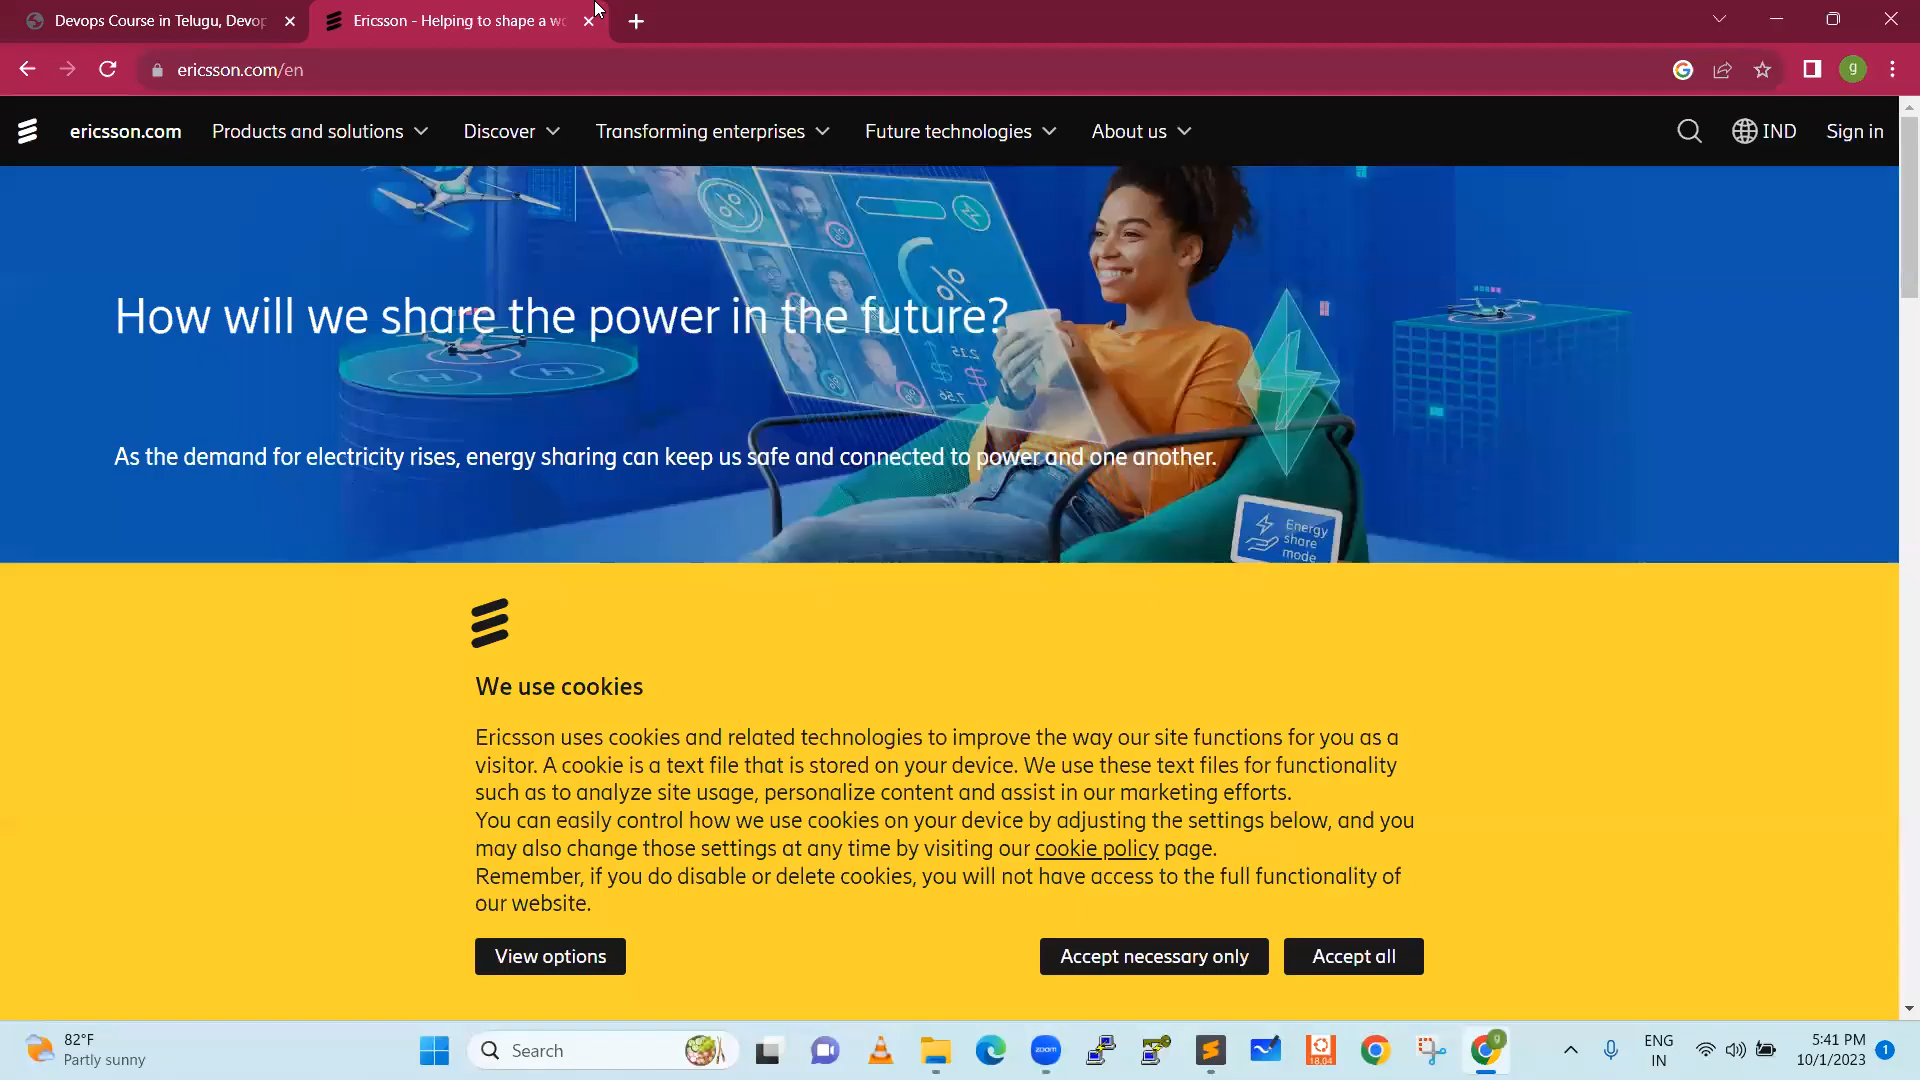 Devops Course in Telugu, Devop
Ericsson - Helping to shape a wo
ericsson.com/en
g
ericsson.com
Products and solutions
Discover
Transforming enterprises
Future technologies
About us
IND
Sign in
How will we share the power in the future?
As the demand for electricity rises, energy sharing can keep us safe and connected to power and one another.
Energy
share
mode
We use cookies
Ericsson uses cookies and related technologies to improve the way our site functions for you as a
visitor. A cookie is a text file that is stored on your device. We use these text files for functionality
such as to analyze site usage, personalize content and assist in our marketing efforts.
You can easily control how we use cookies on your device by adjusting the settings below, and you
may also change those settings at any time by visiting our cookie policy page.
Remember, if you do disable or delete cookies, you will not have access to the full functionality of
our website.
View options
Accept necessary only
Accept all
82°F
Partly sunny
Search
zoom
18.04
g
ENG
IN
5:41 PM
10/1/2023
1